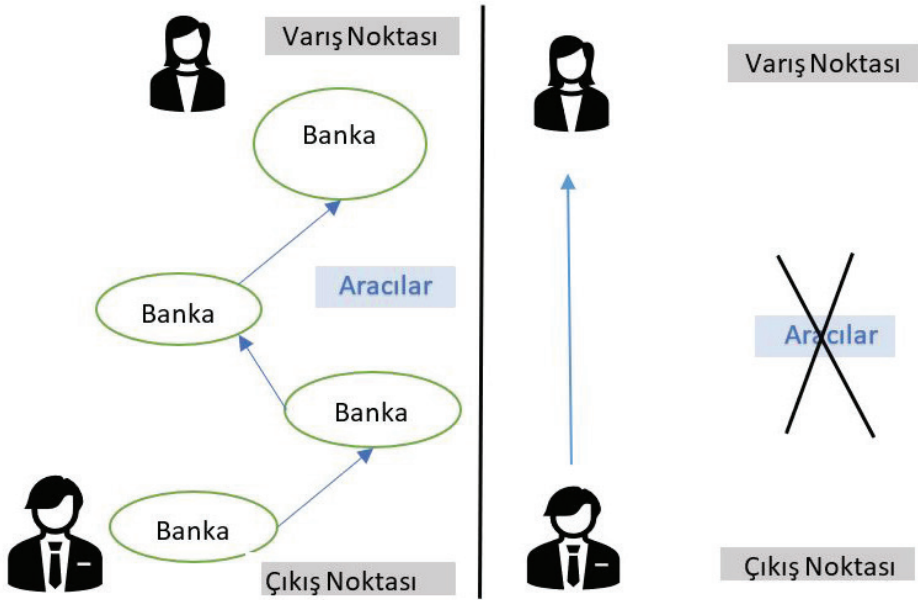 Varış Noktası
Banka
Aracılar
Banka
Banka
Banka
Çıkış Noktası
Varış Noktası
Aracılar
Çıkış Noktası